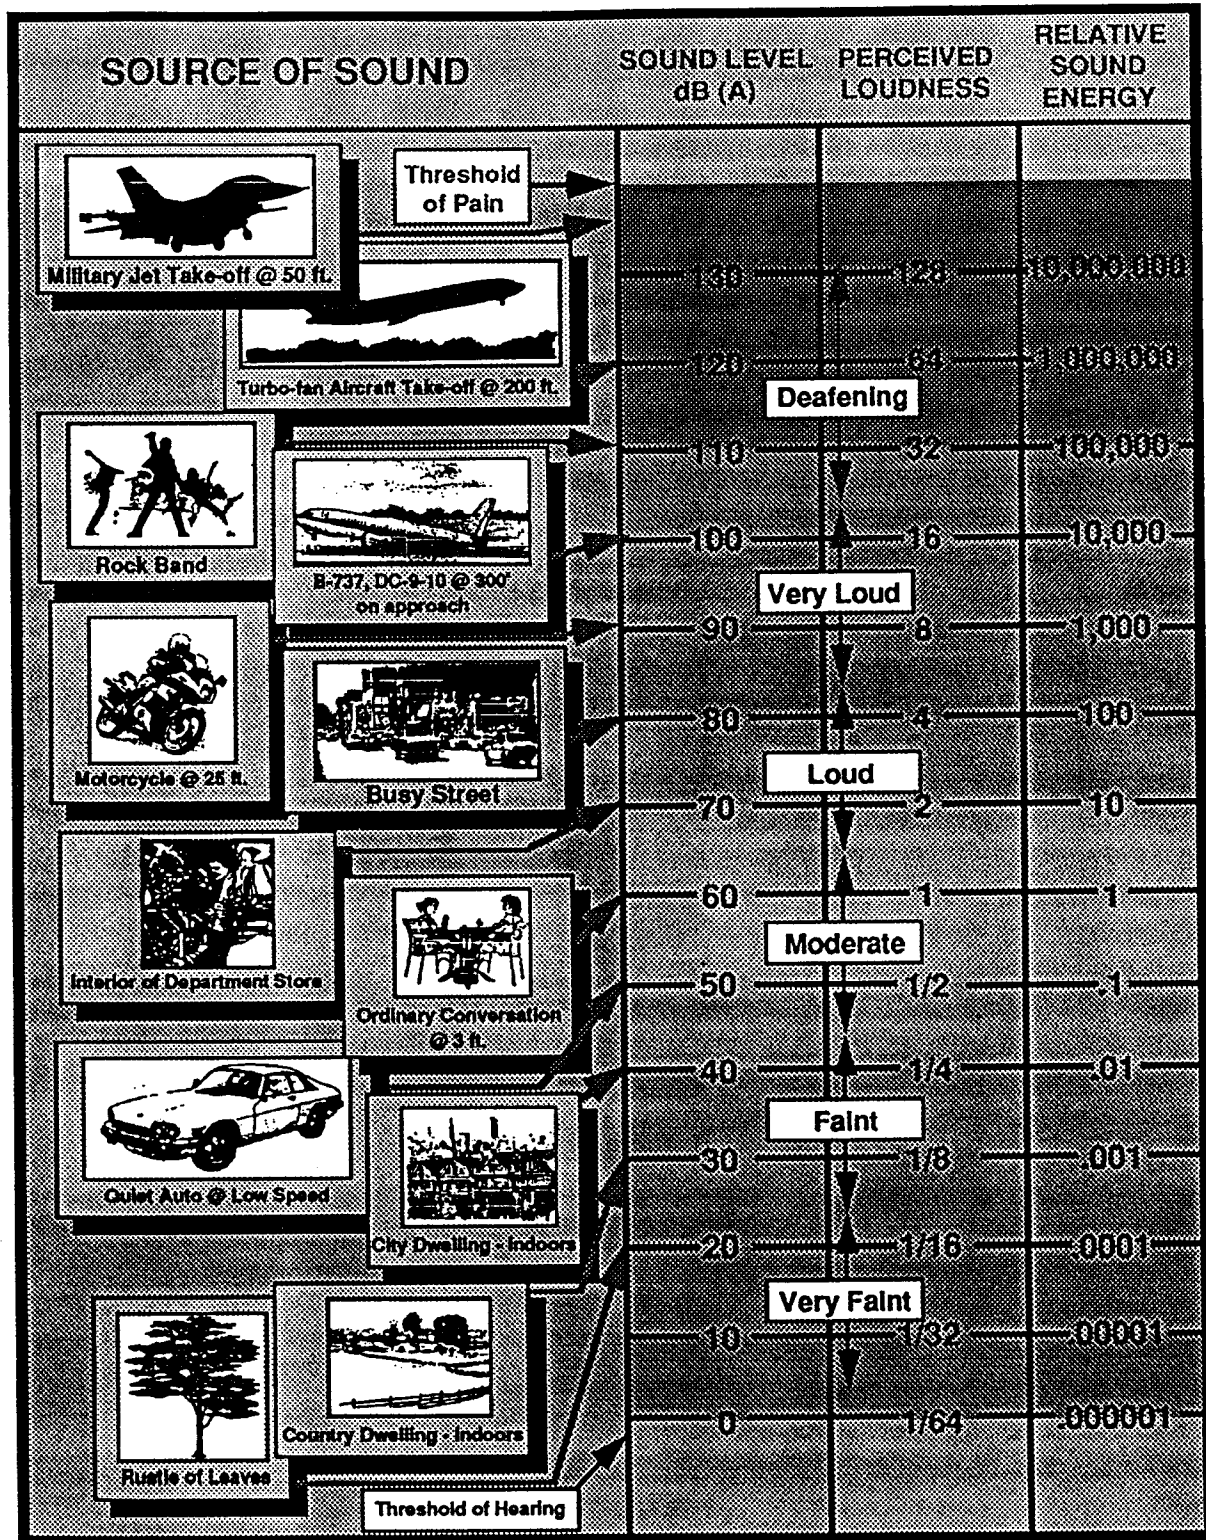 SOURCE OF SOUND
SOUND LEVEL
dB (A)
PERCEIVED
LOUDNESS
RELATIVE
SOUND
ENERGY
Threshold
of Pain
Military Jet Take-off @ 50 ft.
130 128 10,000,000
Turbo-fan Aircraft Take-off @ 200 ft.
120 64 1,000,000
Deafening
110 32 100,000
Rock Band
100 16 10,000
B-737, DC-9-10 @ 300'
on approach
Very Loud
90 8 1,000
Motorcycle @ 25 ft.
80 4 100
Busy Street
Loud
70 2 10
60 1 1
Interior of Department Store
Moderate
50 1/2 .1
Ordinary Conversation
@ 3 ft.
40 1/4 .01
Quiet Auto @ Low Speed
Faint
30 1/8 .001
City Dwelling - Indoors
20 1/16 .0001
Very Faint
10 1/32 .00001
Country Dwelling - Indoors
0 1/64 .000001
Rustle of Leaves
Threshold of Hearing